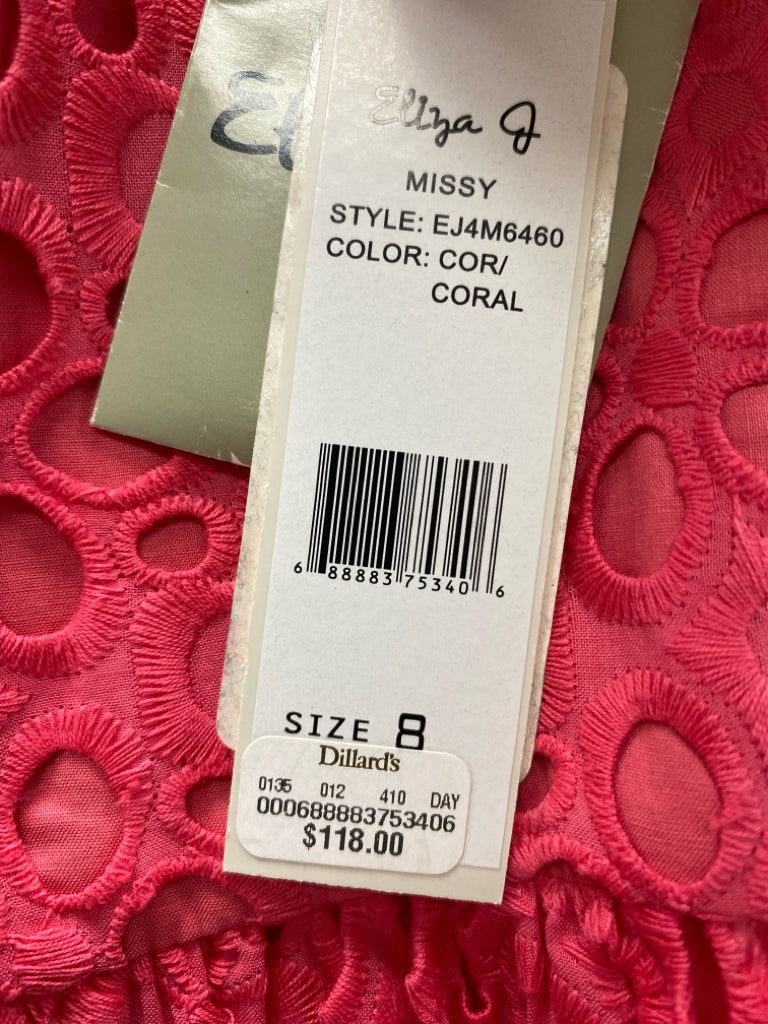 Eliza J
MISSY
STYLE: EJ4M6460
COLOR: COR/
CORAL
6 88883 75340 6
SIZE 8
Dillard's
0135 012 410 DAY
000688883753406
$118.00